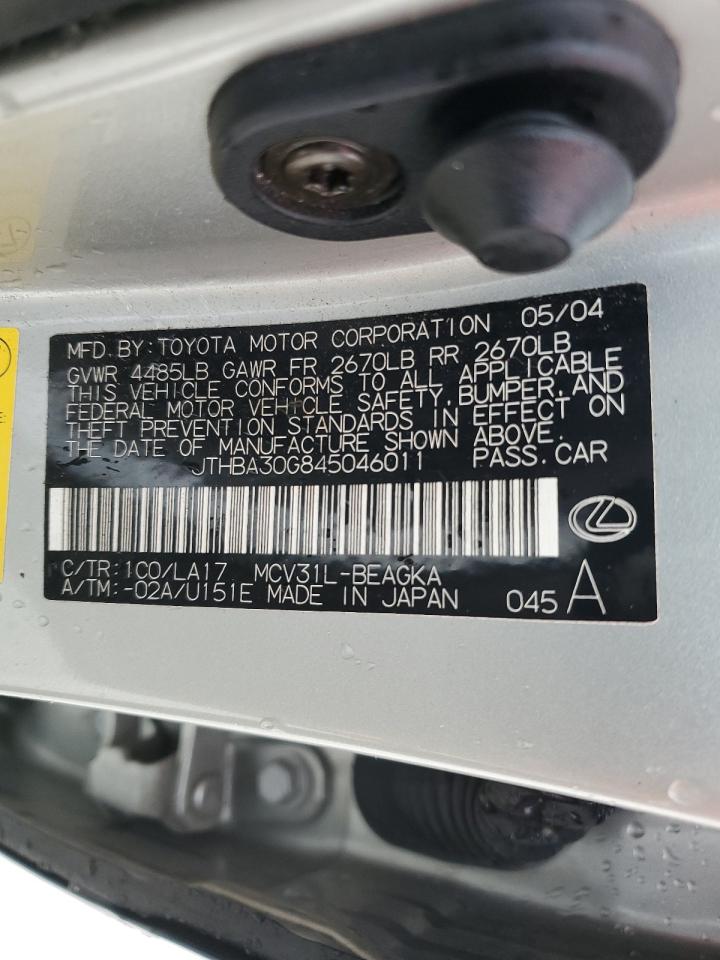 MFD. BY: TOYOTA MOTOR CORPORATION 05/04
GVWR 4485LB GAWR FR 2670LB RR 2670LB
THIS VEHICLE CONFORMS TO ALL APPLICABLE
FEDERAL MOTOR VEHICLE SAFETY, BUMPER, AND
THEFT PREVENTION STANDARDS IN EFFECT ON
THE DATE OF MANUFACTURE SHOWN ABOVE.
JTHBA30G845046011 PASS. CAR
C/TR: 1C0/LA17 MCV31L-BEAGKA
A/TM: -02A/U151E MADE IN JAPAN 045 A